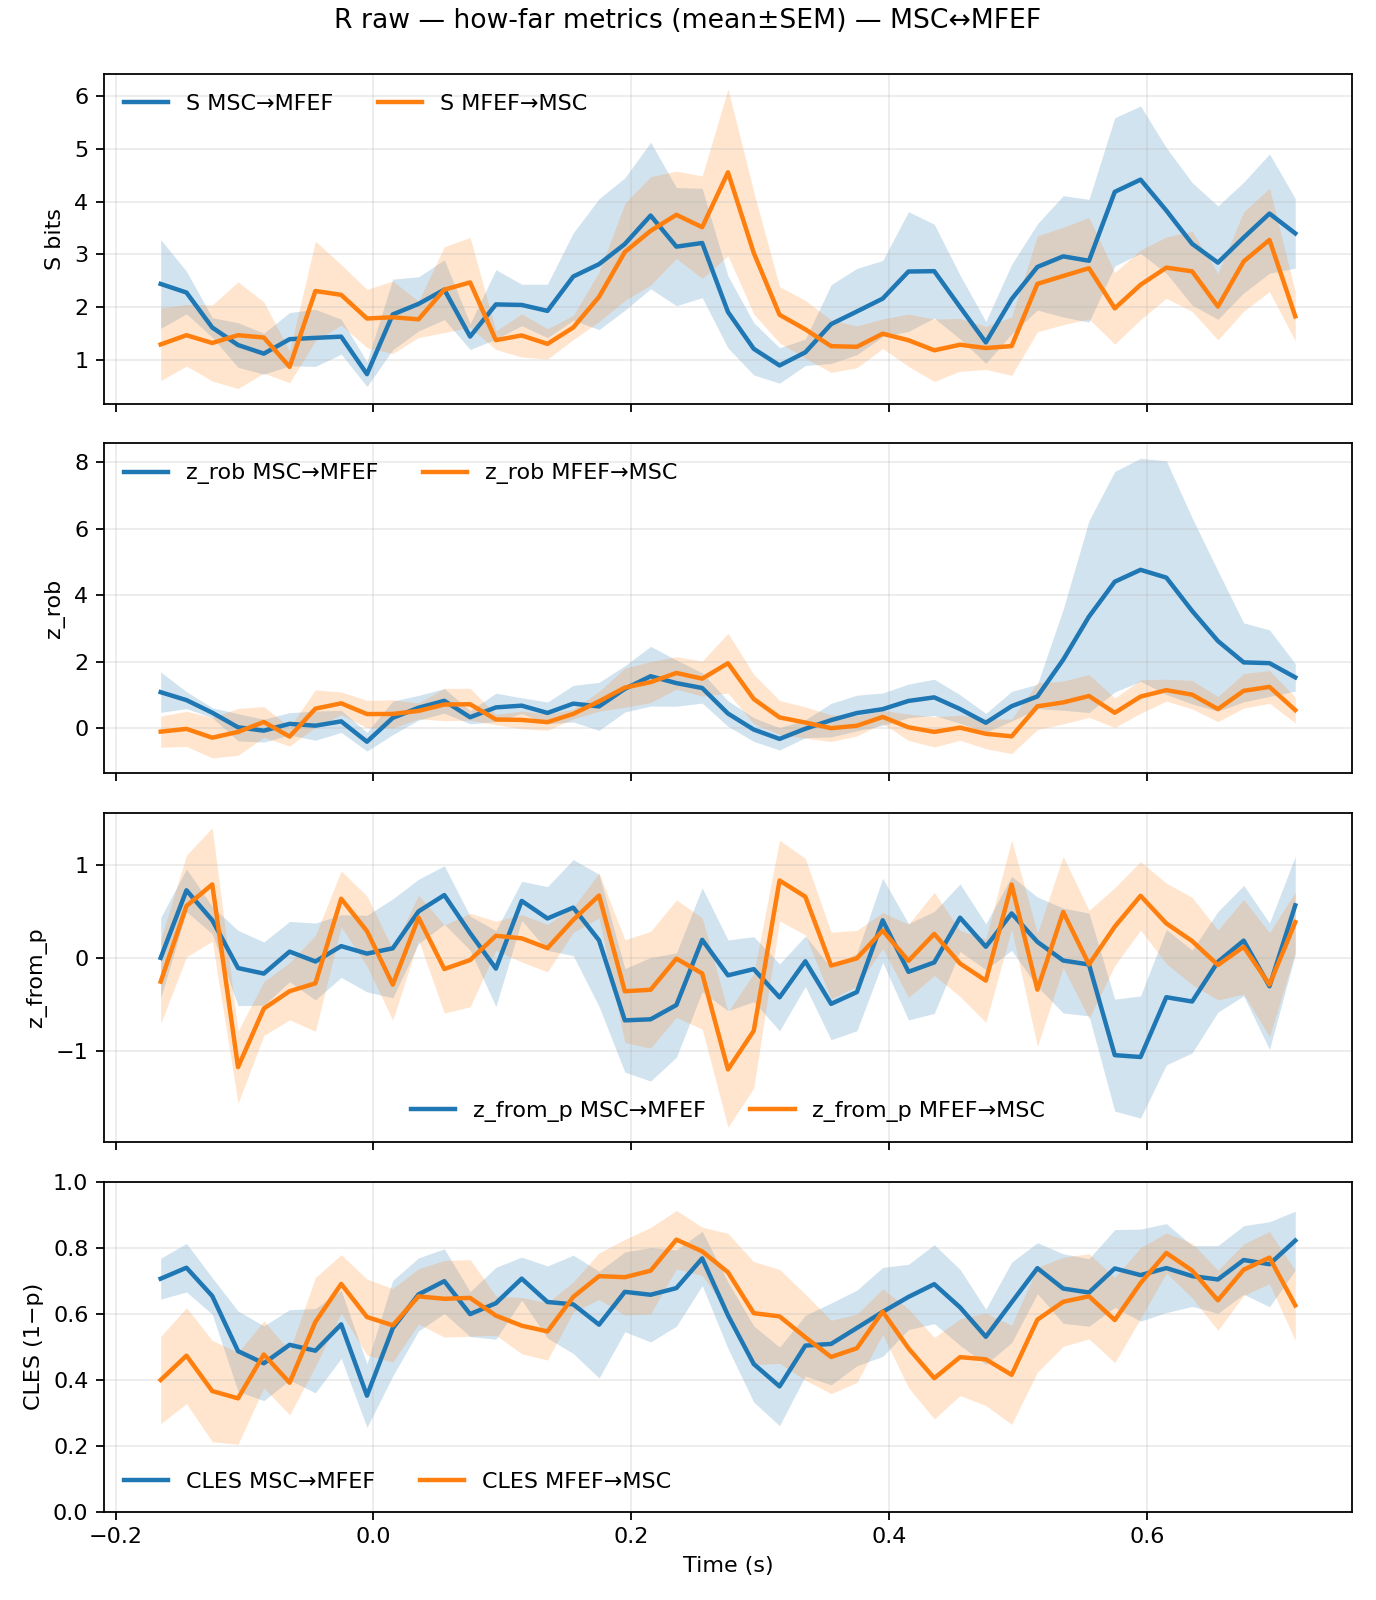 R raw — how-far metrics (mean±SEM) — MSC↔MFEF
S MSC→MFEF S MFEF→MSC
6
5
4
3
2
1
S bits
z_rob MSC→MFEF z_rob MFEF→MSC
8
6
4
2
0
z_rob
1
0
−1
z_from_p
z_from_p MSC→MFEF z_from_p MFEF→MSC
1.0
0.8
0.6
0.4
0.2
0.0
CLES (1−p)
CLES MSC→MFEF CLES MFEF→MSC
−0.2 0.0 0.2 0.4 0.6
Time (s)